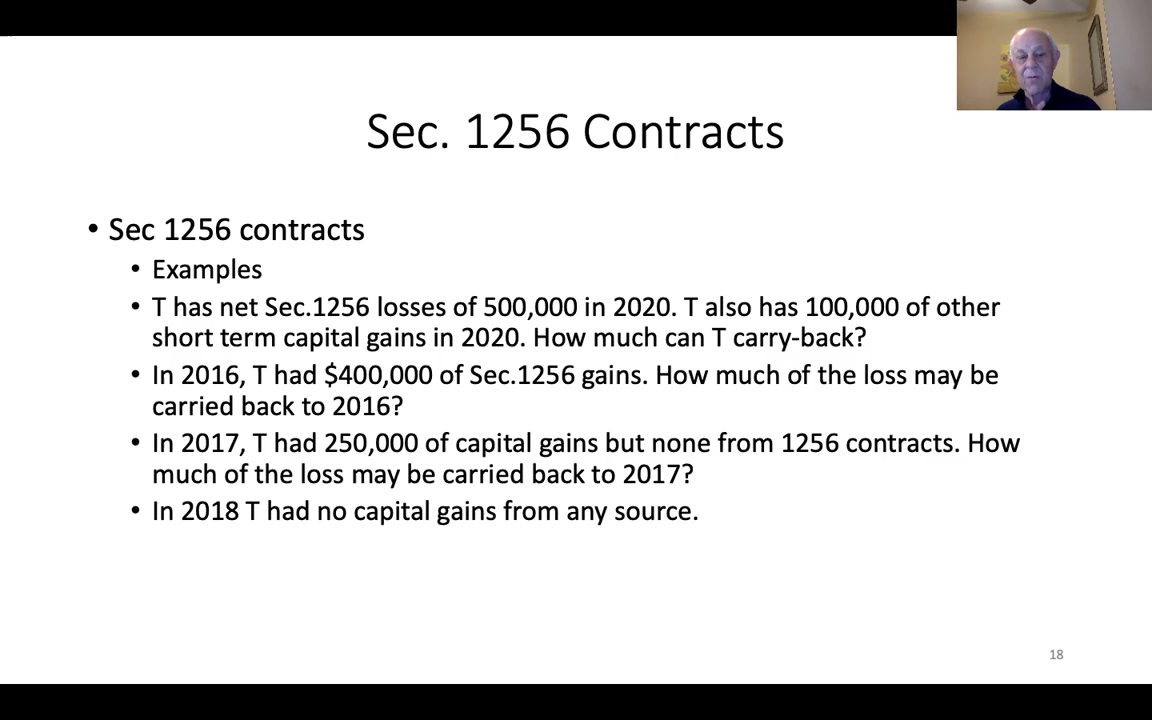 Sec. 1256 Contracts
• Sec 1256 contracts
• Examples
• T has net Sec.1256 losses of 500,000 in 2020. T also has 100,000 of other
short term capital gains in 2020. How much can T carry-back?
• In 2016, T had $400,000 of Sec.1256 gains. How much of the loss may be
carried back to 2016?
• In 2017, T had 250,000 of capital gains but none from 1256 contracts. How
much of the loss may be carried back to 2017?
• In 2018 T had no capital gains from any source.
18